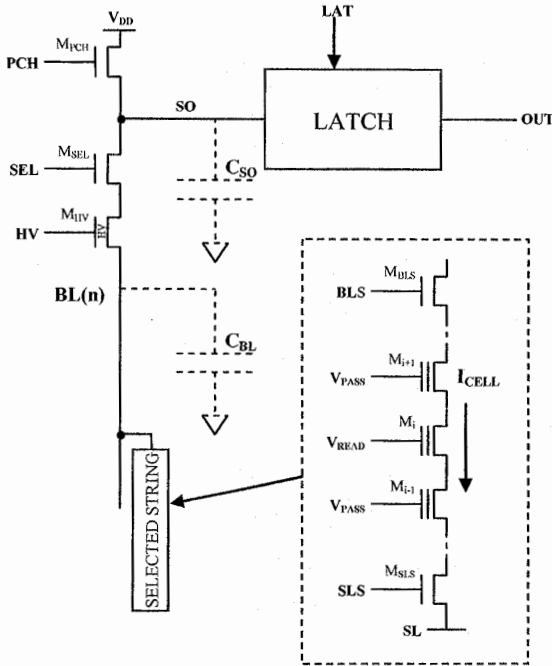 LAT
V_DD
M_PCH
PCH
SO
LATCH
OUT
M_SEL
SEL
C_SO
M_HV
HV
HV
BL(n)
C_BL
M_BLS
BLS
M_i+1
V_PASS
I_CELL
M_i
V_READ
M_i-1
V_PASS
SELECTED STRING
M_SLS
SLS
SL